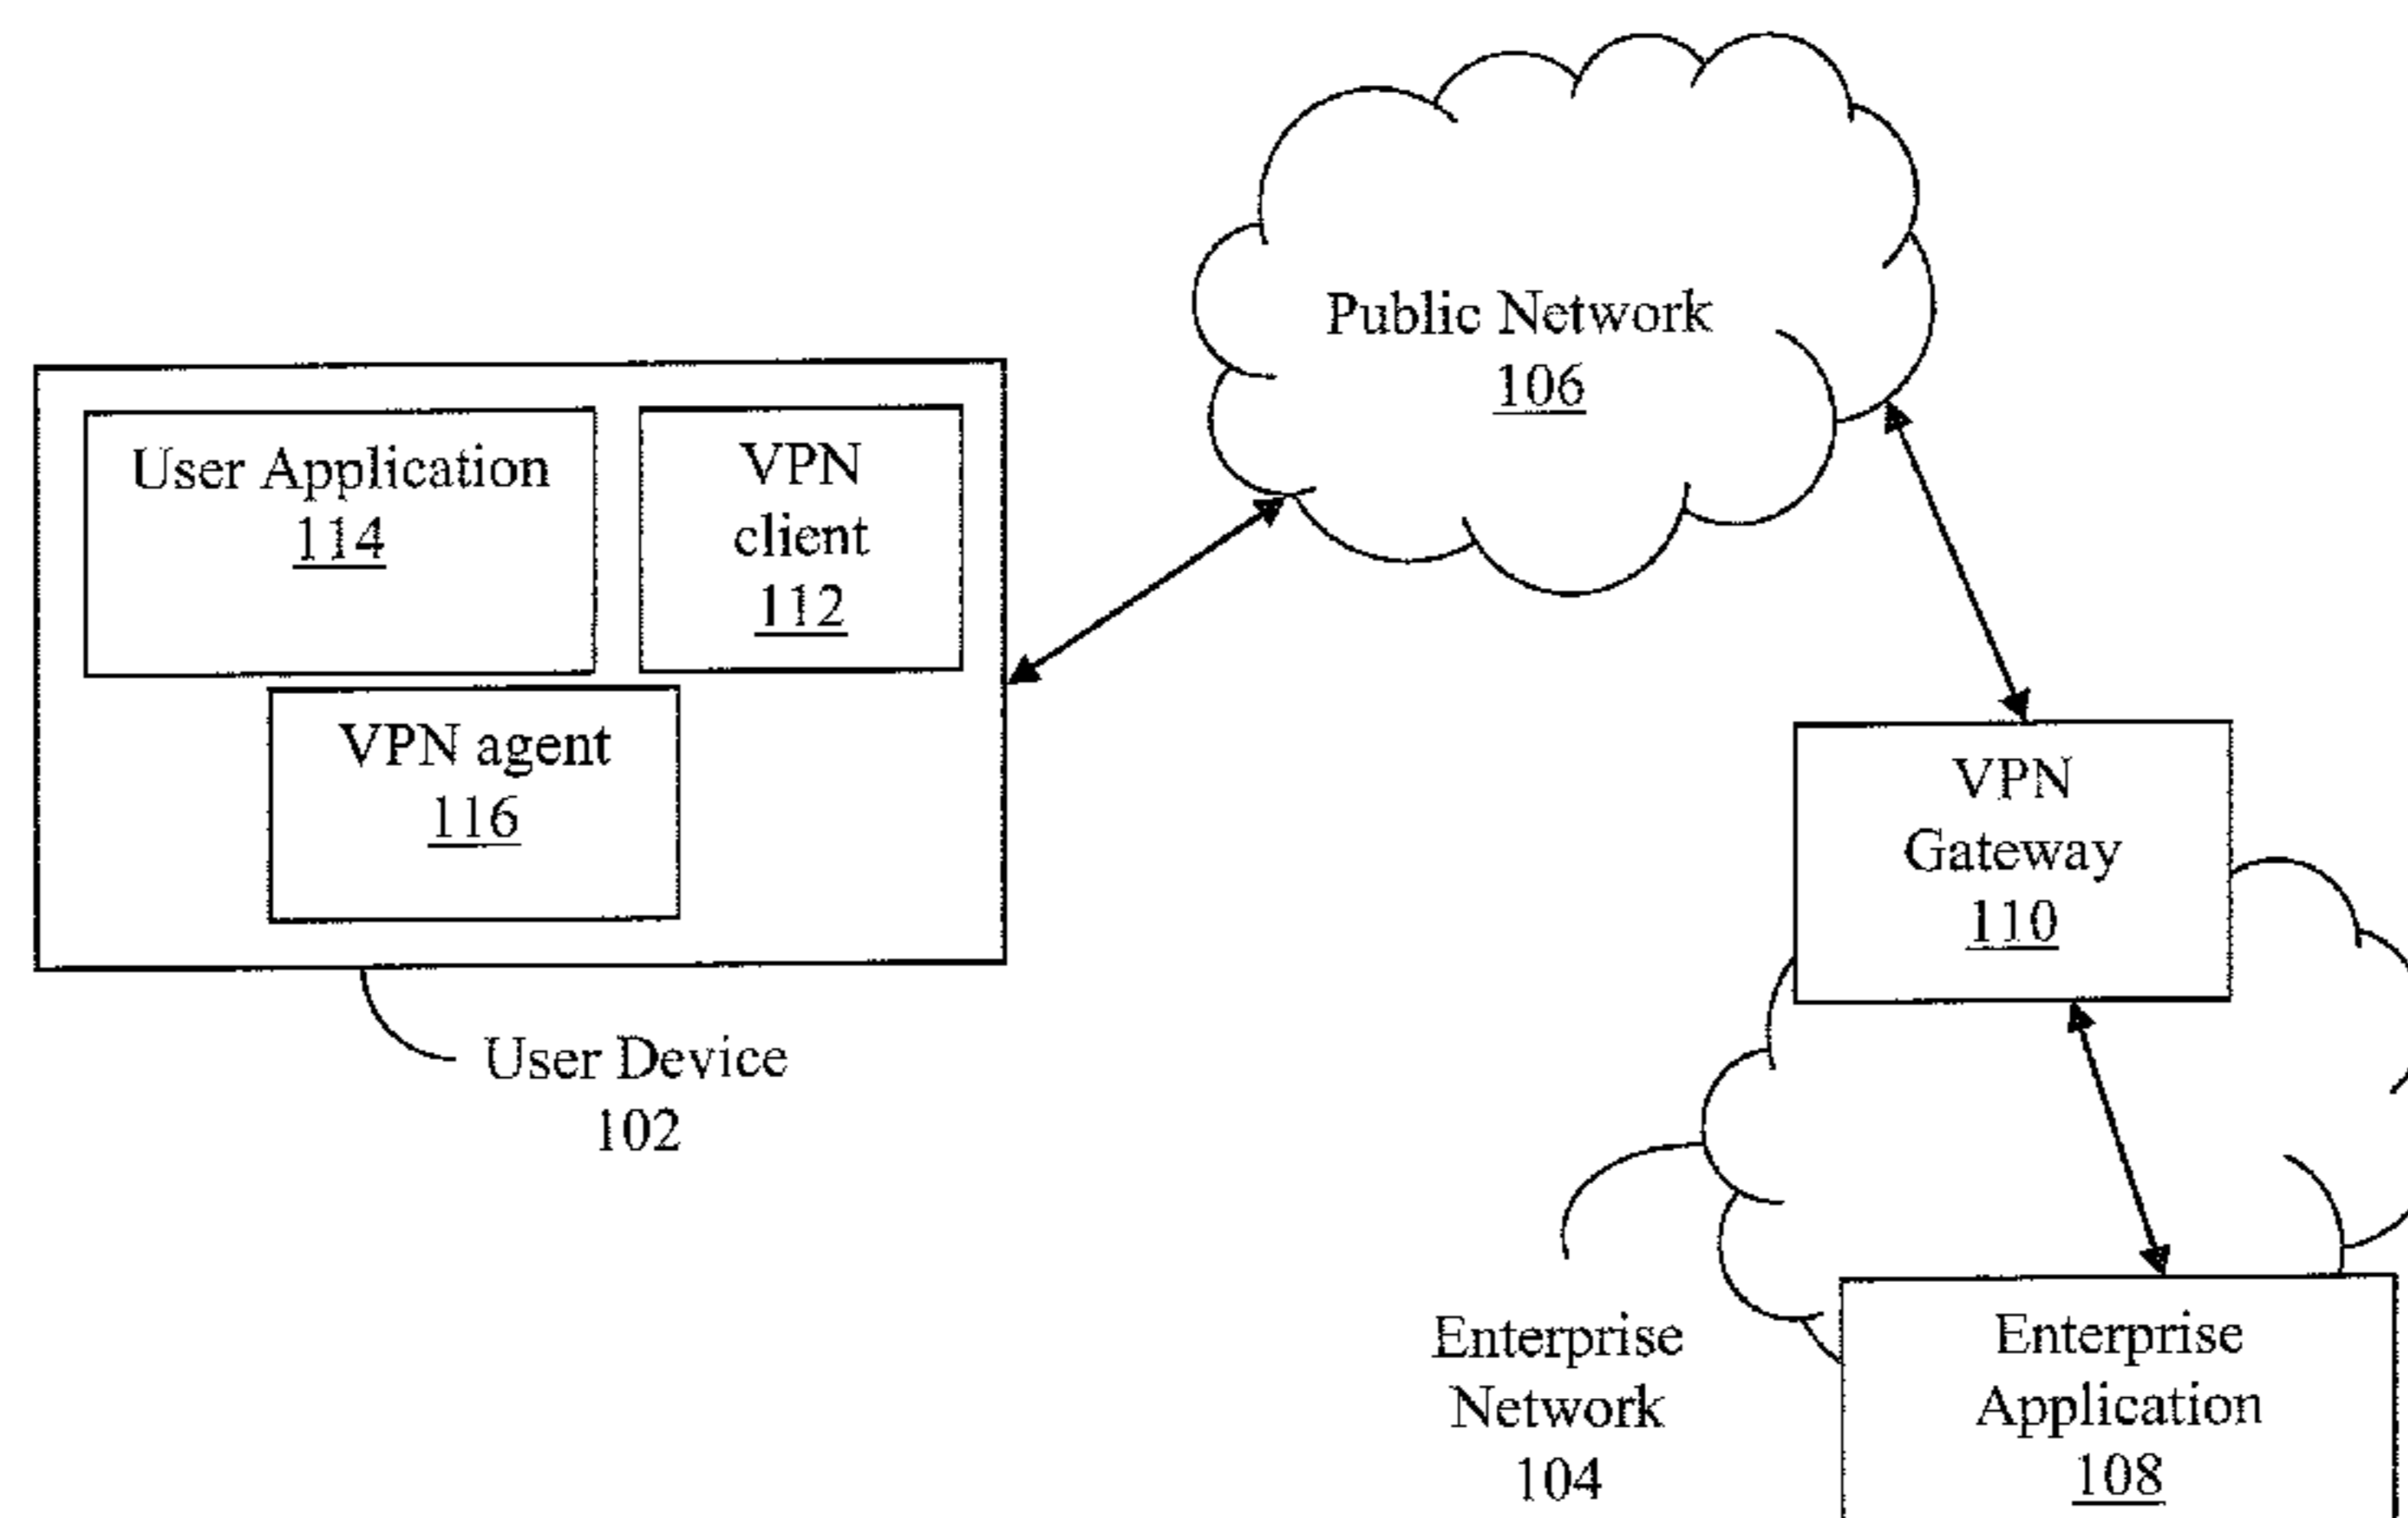 Public Network
106
User Application
114
VPN
client
112
VPN agent
116
User Device
102
VPN
Gateway
110
Enterprise
Network
104
Enterprise
Application
108